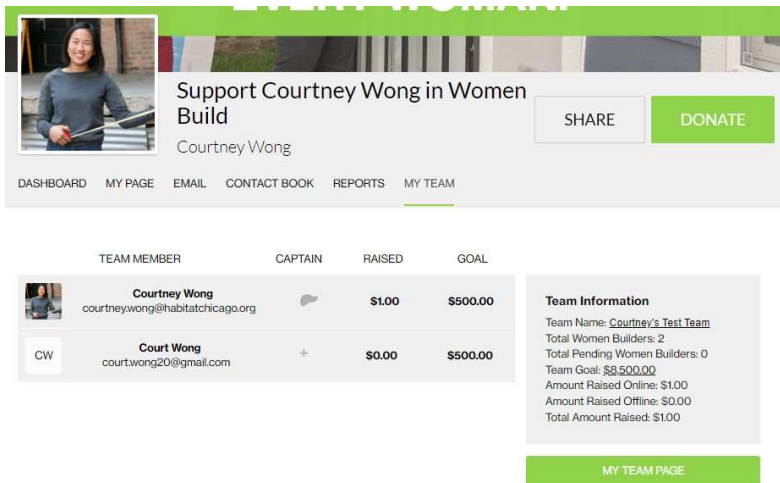 EVERY WOMAN!
Support Courtney Wong in Women
Build
Courtney Wong
SHARE
DONATE
DASHBOARD MY PAGE EMAIL CONTACT BOOK REPORTS MY TEAM
TEAM MEMBER CAPTAIN RAISED GOAL
Courtney Wong $1.00 $500.00
courtney.wong@habitatchicago.org
CW Court Wong + $0.00 $500.00
court.wong20@gmail.com
Team Information
Team Name: Courtney's Test Team
Total Women Builders: 2
Total Pending Women Builders: 0
Team Goal: $8,500.00
Amount Raised Online: $1.00
Amount Raised Offline: $0.00
Total Amount Raised: $1.00
MY TEAM PAGE